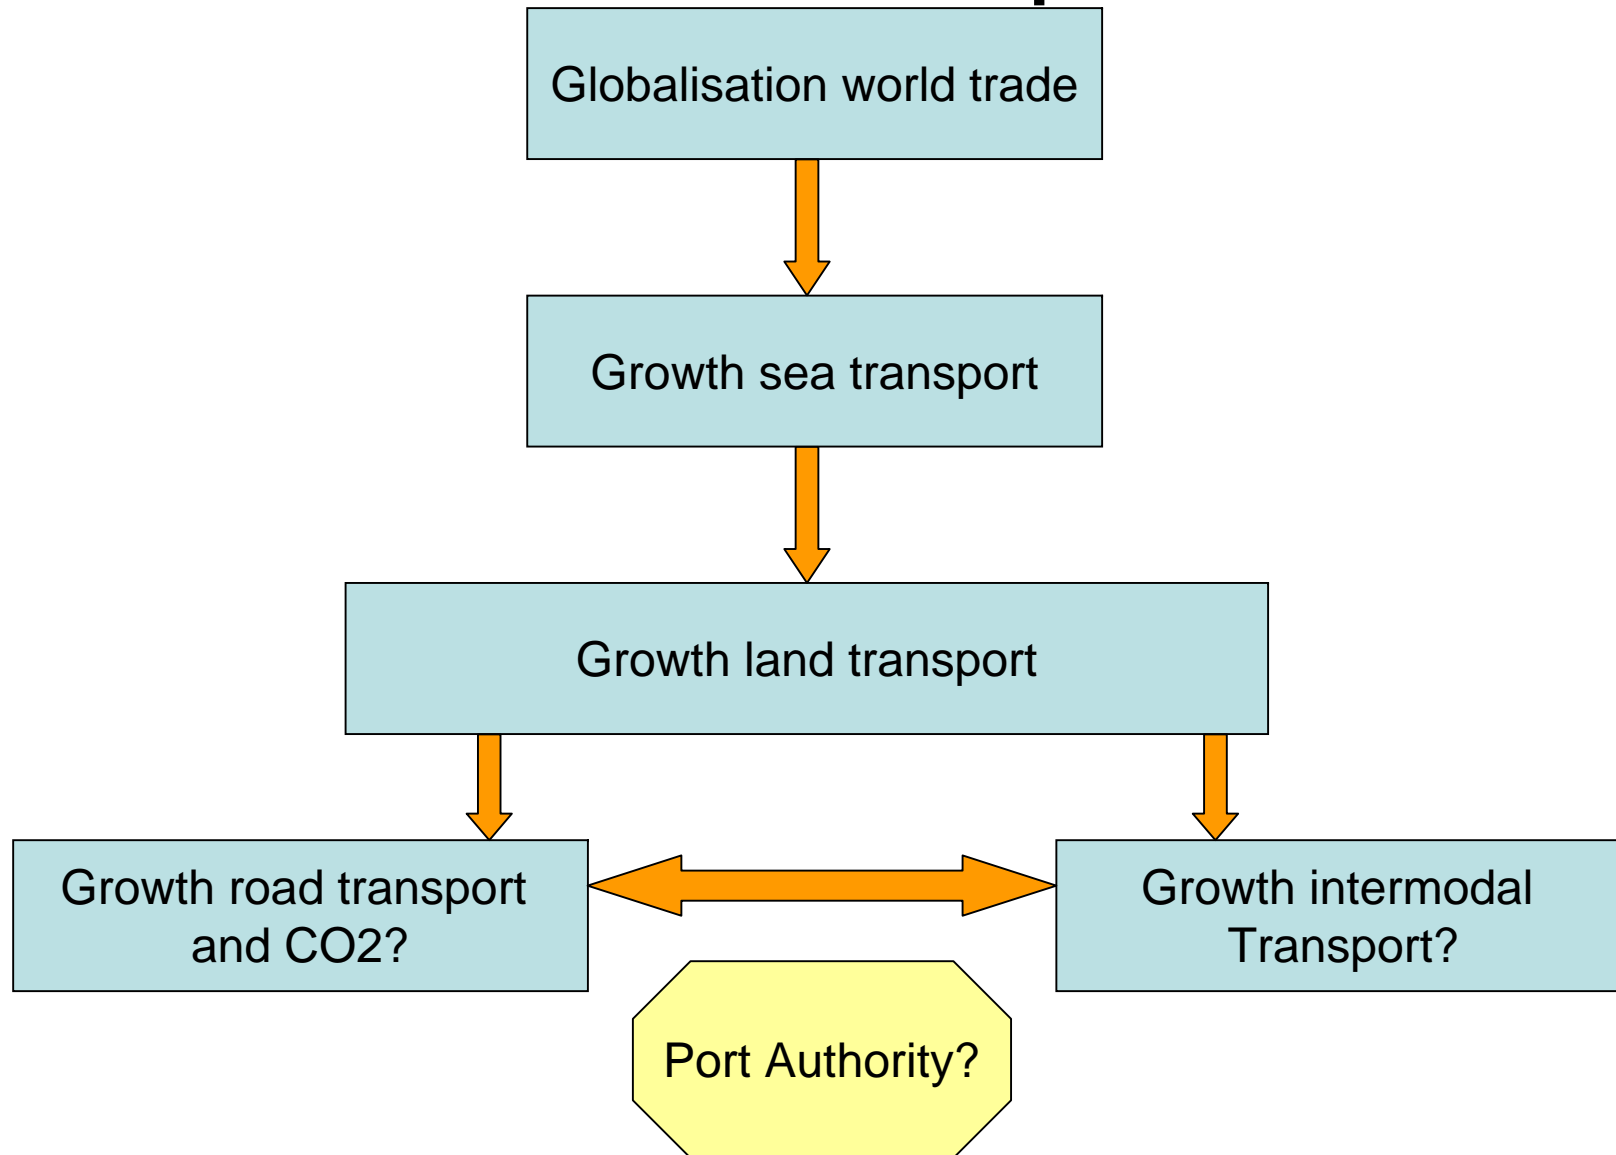 Globalisation world trade
Growth sea transport
Growth land transport
Growth road transport
and CO2?
Growth intermodal
Transport?
Port Authority?